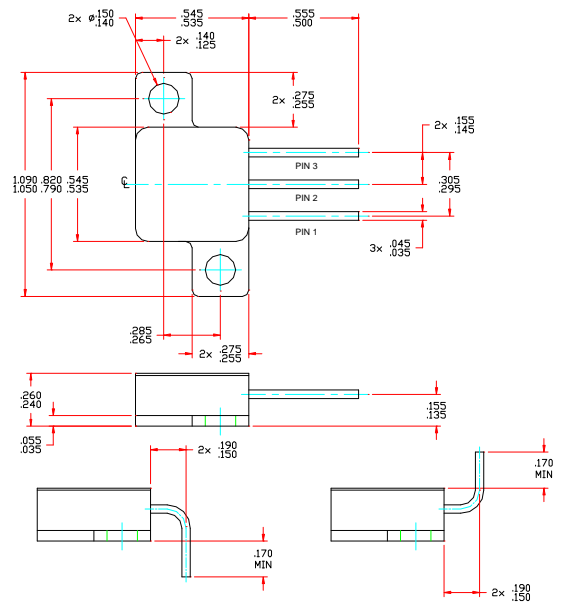 2x ø.150
.140
.545
.535
.555
.500
2x .140
.125
2x .275
.255
2x .155
.145
PIN 3
1.090
1.050
.820
.790
.545
.535
℄
.305
.295
PIN 2
PIN 1
3x .045
.035
.285
.265
2x .275
.255
.260
.240
.155
.135
.055
.035
2x .190
.150
.170
MIN
.170
MIN
2x .190
.150